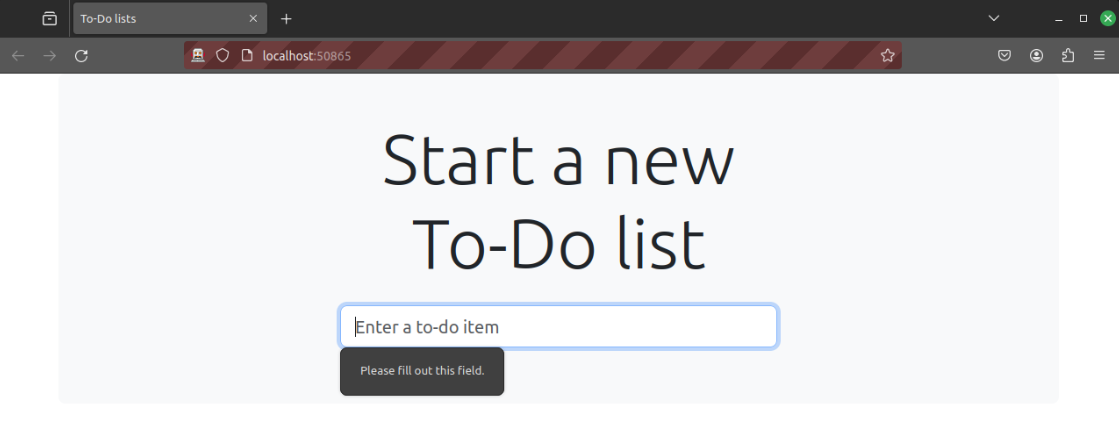 To-Do lists
localhost:50865
Start a new
To-Do list
Enter a to-do item
Please fill out this field.